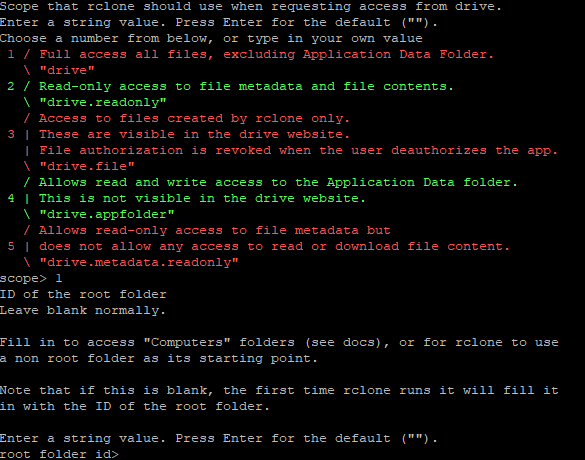 Scope that rclone should use when requesting access from drive.
Enter a string value. Press Enter for the default ("").
Choose a number from below, or type in your own value
 1 / Full access all files, excluding Application Data Folder.
   \ "drive"
 2 / Read-only access to file metadata and file contents.
   \ "drive.readonly"
   / Access to files created by rclone only.
 3 | These are visible in the drive website.
   | File authorization is revoked when the user deauthorizes the app.
   \ "drive.file"
   / Allows read and write access to the Application Data folder.
 4 | This is not visible in the drive website.
   \ "drive.appfolder"
   / Allows read-only access to file metadata but
 5 | does not allow any access to read or download file content.
   \ "drive.metadata.readonly"
scope> 1
ID of the root folder
Leave blank normally.

Fill in to access "Computers" folders (see docs), or for rclone to use
a non root folder as its starting point.

Note that if this is blank, the first time rclone runs it will fill it
in with the ID of the root folder.

Enter a string value. Press Enter for the default ("").
root_folder_id>